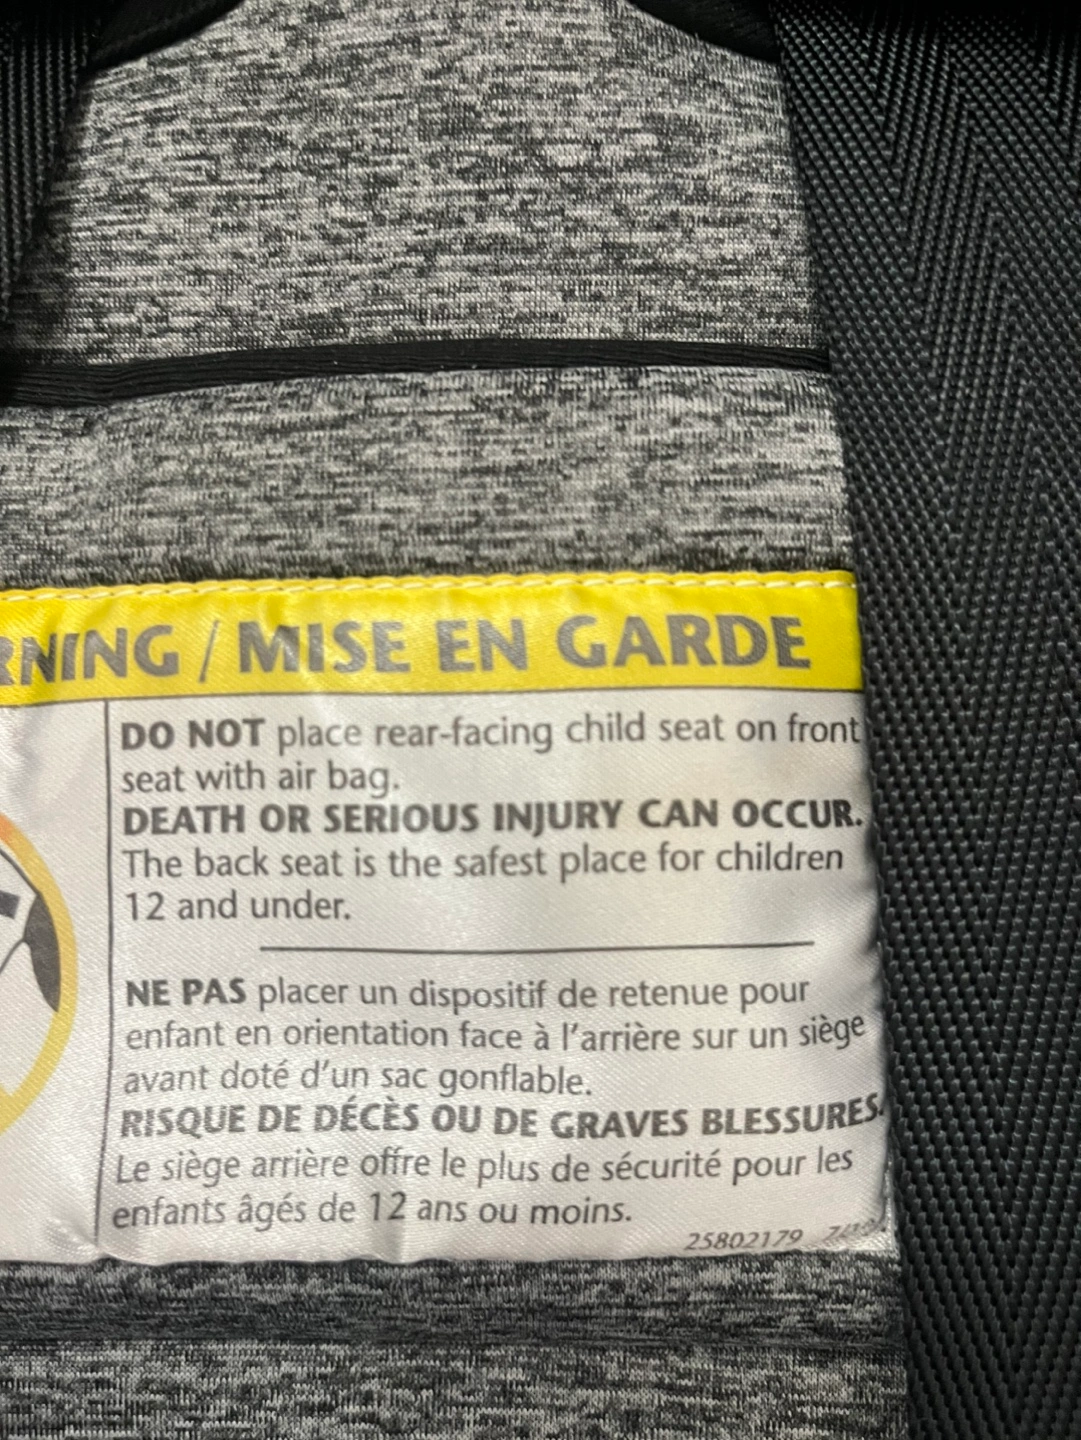 RNING / MISE EN GARDE
DO NOT place rear-facing child seat on front
seat with air bag.
DEATH OR SERIOUS INJURY CAN OCCUR.
The back seat is the safest place for children
12 and under.
NE PAS placer un dispositif de retenue pour
enfant en orientation face à l'arrière sur un siège
avant doté d'un sac gonflable.
RISQUE DE DÉCÈS OU DE GRAVES BLESSURES.
Le siège arrière offre le plus de sécurité pour les
enfants âgés de 12 ans ou moins.
25802179